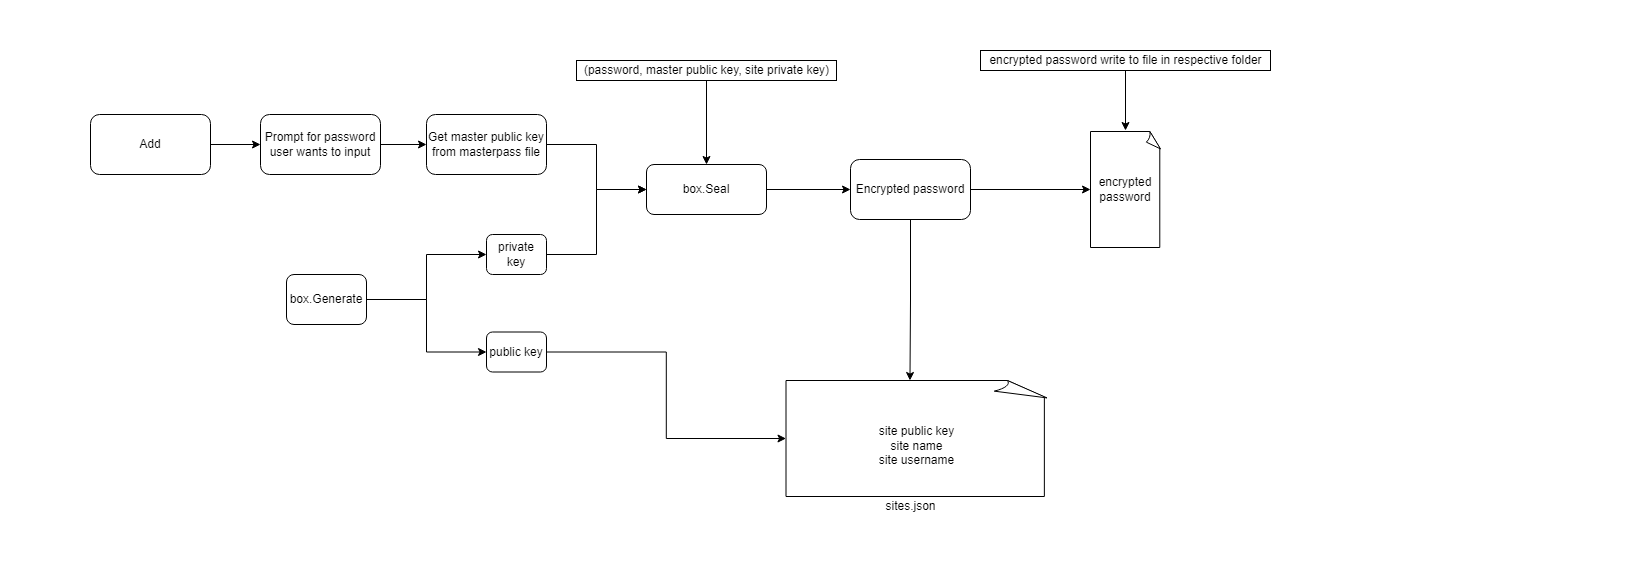 encrypted password write to file in respective folder
(password, master public key, site private key)
Add
Prompt for password
user wants to input
Get master public key
from masterpass file
box.Seal
Encrypted password
encrypted
password
private
key
box.Generate
public key
site public key
site name
site username
sites.json